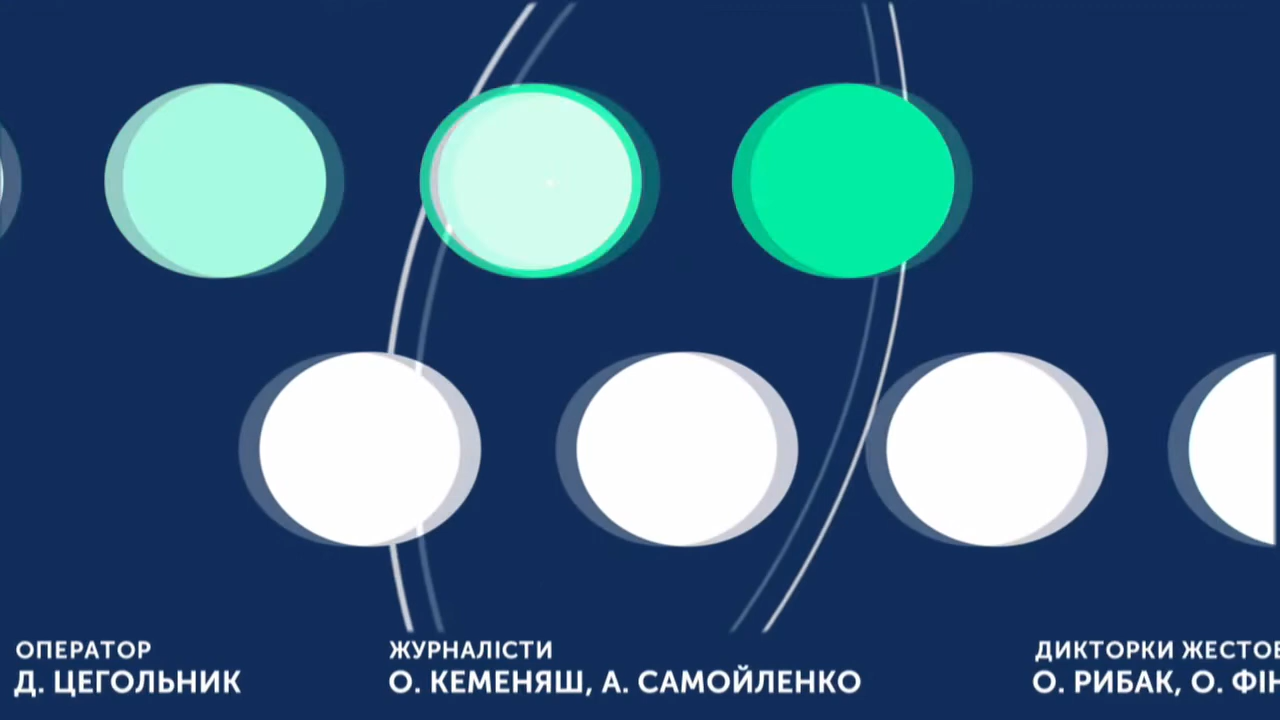 ОПЕРАТОР
Д. ЦЕГОЛЬНИК
ЖУРНАЛІСТИ
О. КЕМЕНЯШ, А. САМОЙЛЕНКО
ДИКТОРКИ
О. РИБАК, О.